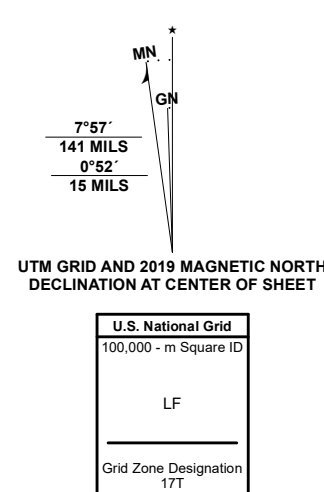 MN
GN
7°57´
141 MILS
0°52´
15 MILS
UTM GRID AND 2019 MAGNETIC NORTH
DECLINATION AT CENTER OF SHEET
U.S. National Grid
100,000 - m Square ID
LF
Grid Zone Designation
17T